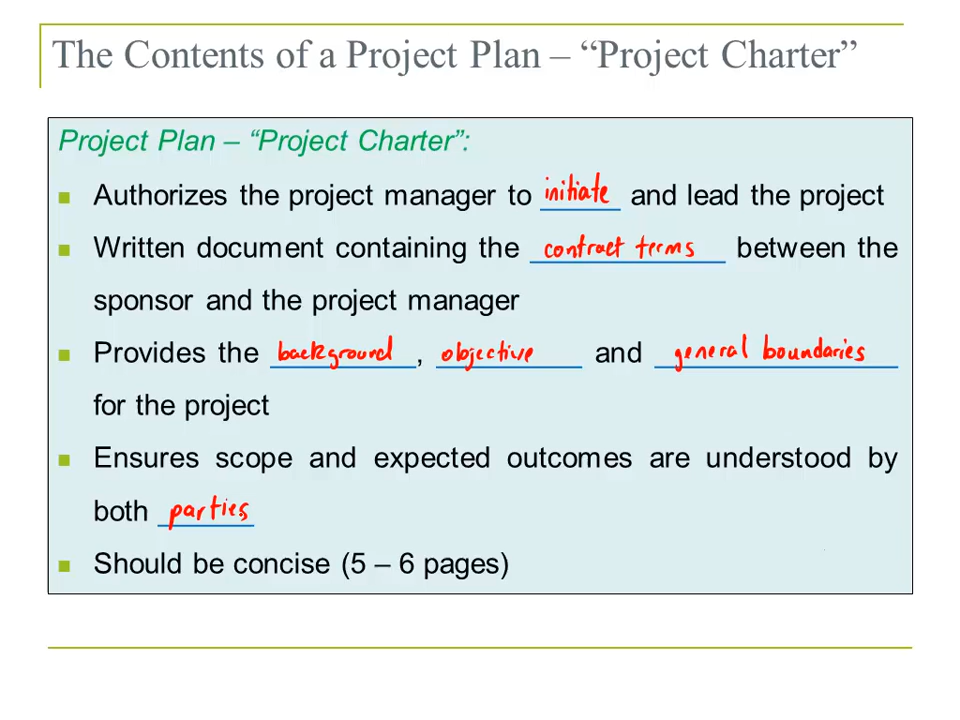 The Contents of a Project Plan – “Project Charter”
Project Plan – “Project Charter”:
Authorizes the project manager to initiate and lead the project
Written document containing the contract terms between the
sponsor and the project manager
Provides the background, objective and general boundaries
for the project
Ensures scope and expected outcomes are understood by
both parties
Should be concise (5 – 6 pages)